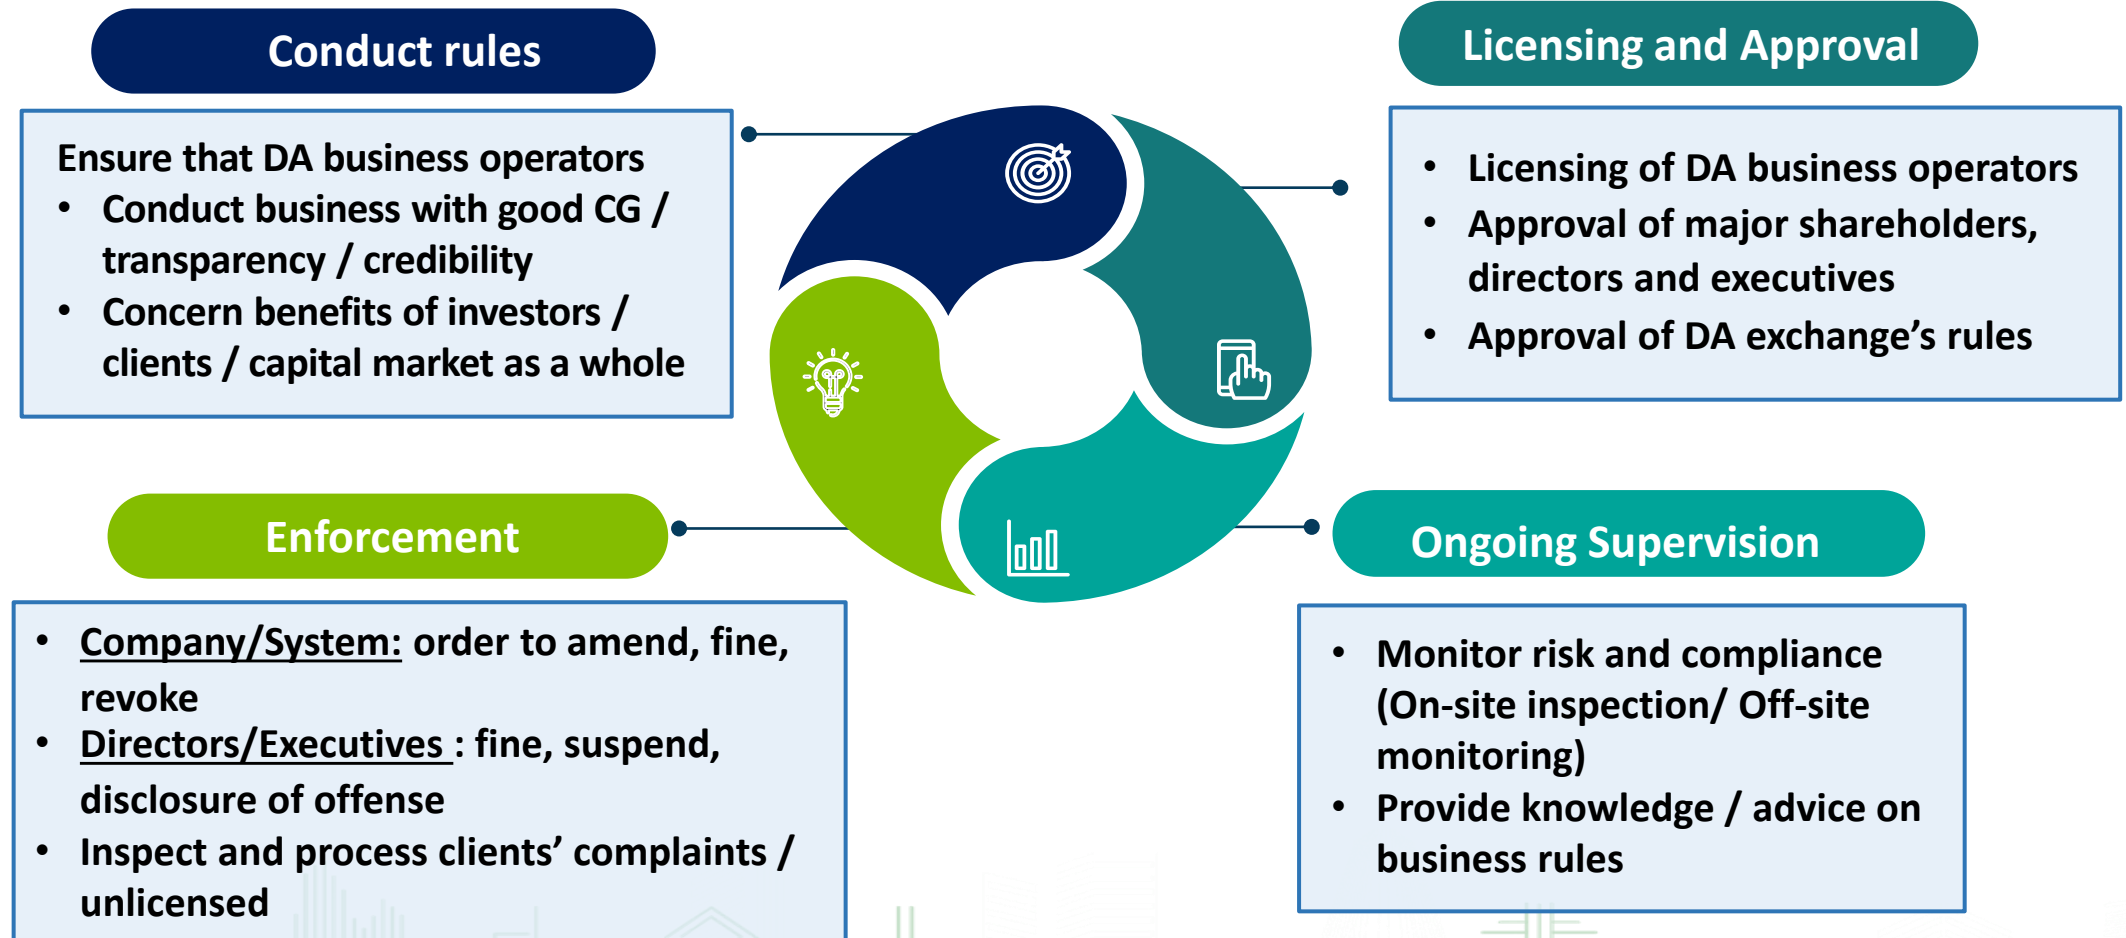 Conduct rules
Ensure that DA business operators
• Conduct business with good CG /
transparency / credibility
• Concern benefits of investors /
clients / capital market as a whole
Licensing and Approval
• Licensing of DA business operators
• Approval of major shareholders,
directors and executives
• Approval of DA exchange’s rules
Enforcement
• Company/System: order to amend, fine,
revoke
• Directors/Executives : fine, suspend,
disclosure of offense
• Inspect and process clients’ complaints /
unlicensed
Ongoing Supervision
• Monitor risk and compliance
(On-site inspection/ Off-site
monitoring)
• Provide knowledge / advice on
business rules